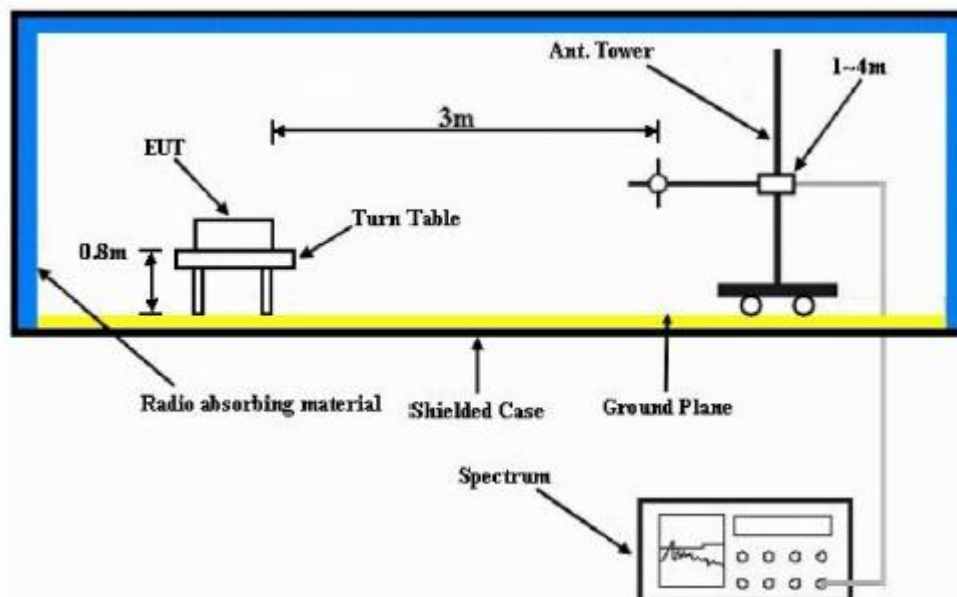 Ant. Tower
1~4m
3m
EUT
Turn Table
0.8m
Radio absorbing material
Shielded Case
Ground Plane
Spectrum